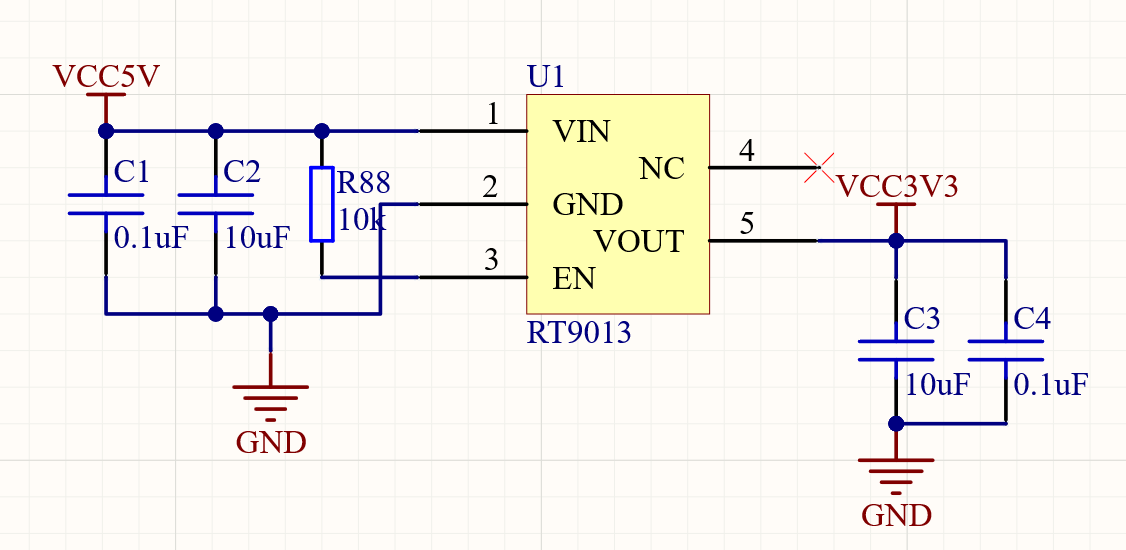 VCC5V
C1
0.1uF
C2
10uF
R88
10k
GND
U1
1
VIN
2
GND
3
EN
NC
4
VOUT
5
RT9013
VCC3V3
C3
10uF
C4
0.1uF
GND